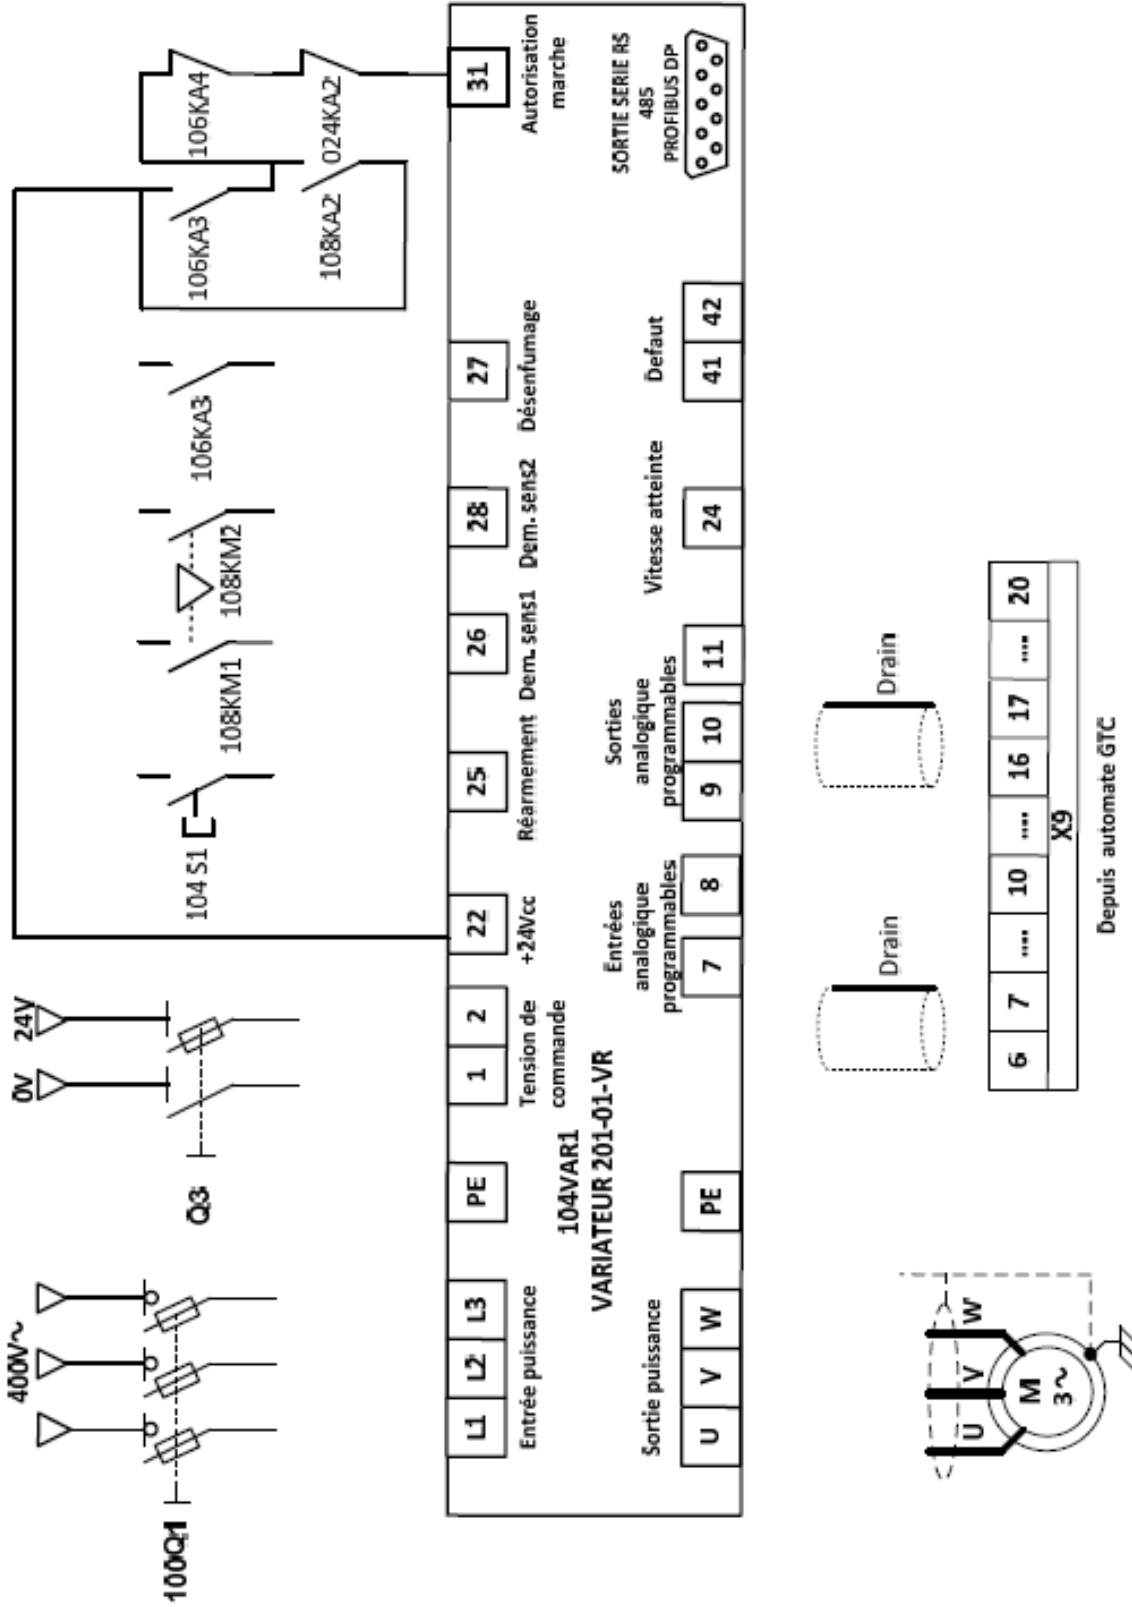 400V~
0V
24V
100Q1
Q3
104 S1
108KM1
108KM2
106KA3
106KA3
106KA4
108KA2
024KA2
L1
L2
L3
PE
1
2
22
25
26
28
27
31
Entrée puissance
Tension de
commande
+24Vcc
Réarmement
Dem. sens1
Dem. sens2
Désenfumage
Autorisation
marche
104VAR1
VARIATEUR 201-01-VR
Sortie puissance
Entrées
analogique
programmables
Sorties
analogique
programmables
Vitesse atteinte
Defaut
SORTIE SERIE RS
485
PROFIBUS DP
U
V
W
PE
7
8
9
10
11
24
41
42
U
V
W
M
3~
Drain
Drain
6
7
....
10
....
16
17
....
20
X9
Depuis automate GTC